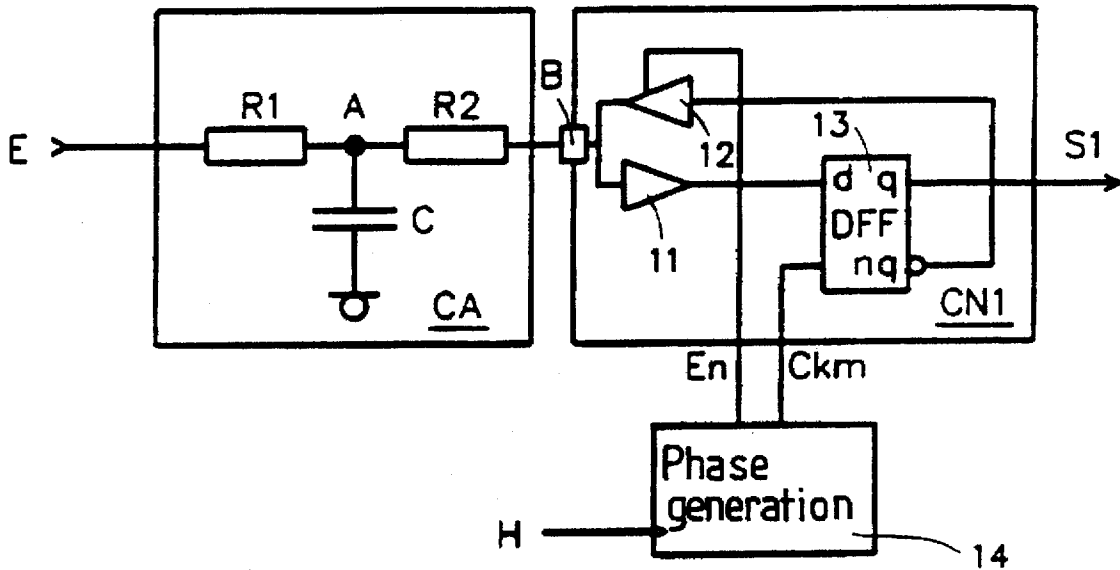 B
R1
A
R2
E
12
13
S1
d
q
DFF
nq
C
11
CA
CN1
En
Ckm
Phase
generation
H
14